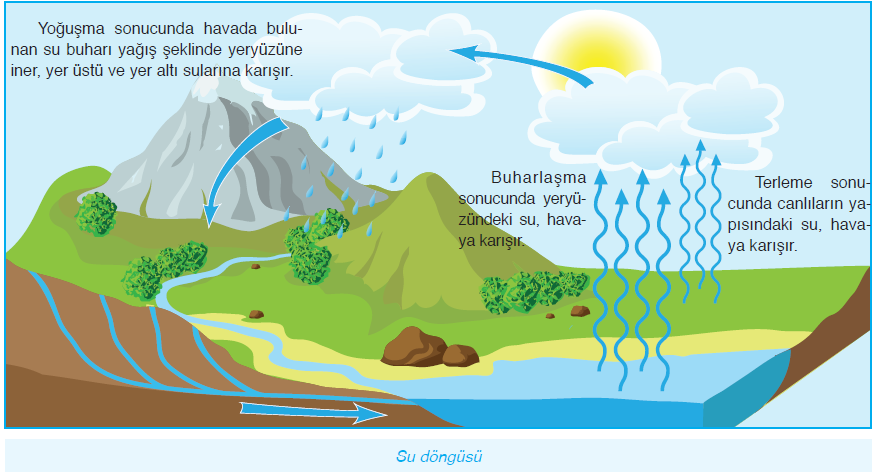 Yoğuşma sonucunda havada bulu-
nan su buharı yağış şeklinde yeryüzüne
iner, yer üstü ve yer altı sularına karışır.
Buharlaşma
sonucunda yeryü-
zündeki su, hava-
ya karışır.
Terleme sonu-
cunda canlıların ya-
pısındaki su, hava-
ya karışır.
Su döngüsü